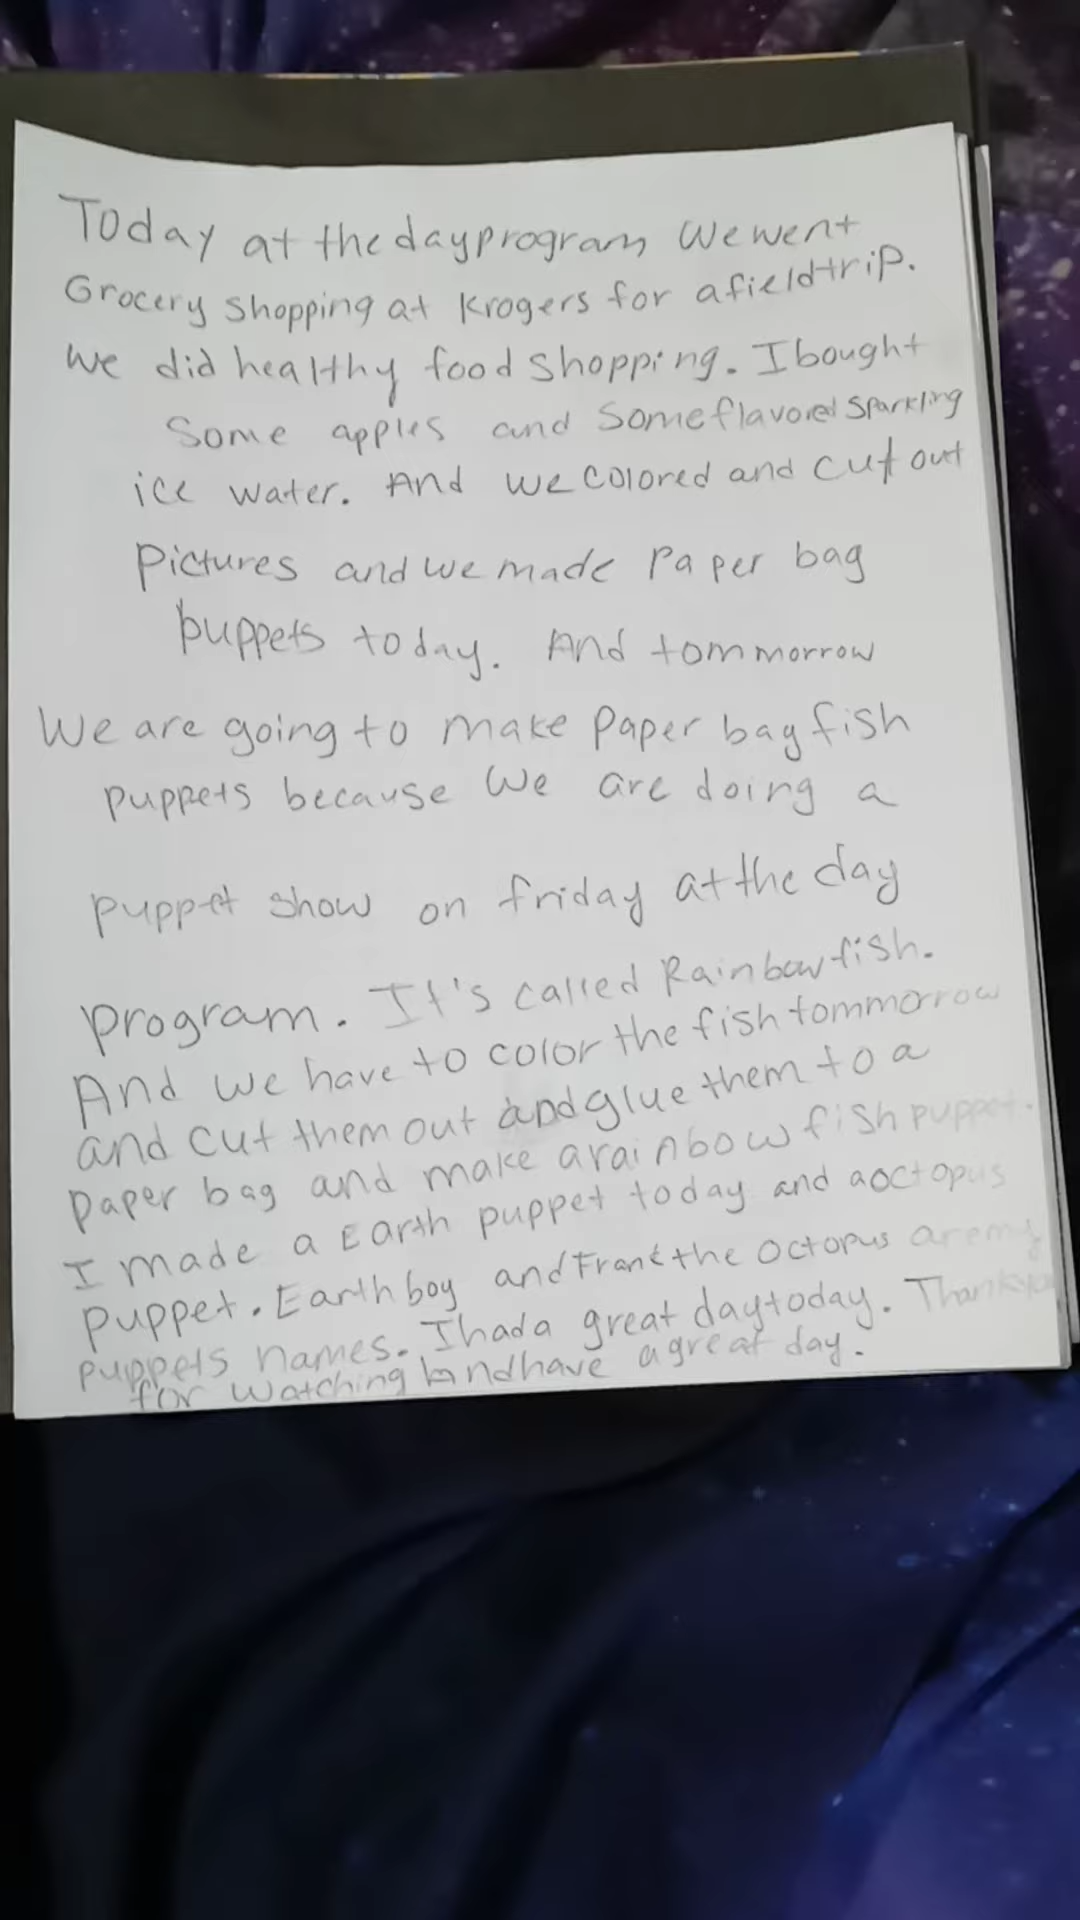 Today at the day program we went
Grocery shopping at Krogers for a field trip.
We did healthy food shopping. I bought
Some apples and some flavored sparkling
ice water. And we colored and cut out
pictures and we made paper bag
puppets today. And tommorrow
We are going to make paper bag fish
puppets because we are doing a
puppet show on friday at the day
program. It's called Rainbow fish.
And we have to color the fish tommorrow
and cut them out and glue them to a
paper bag and make a rainbow fish puppet.
I made a Earth puppet today and a octopus
puppet. Earth boy and Frank the octopus are my
puppets names. I had a great day today. Thank you
for watching And have a great day.